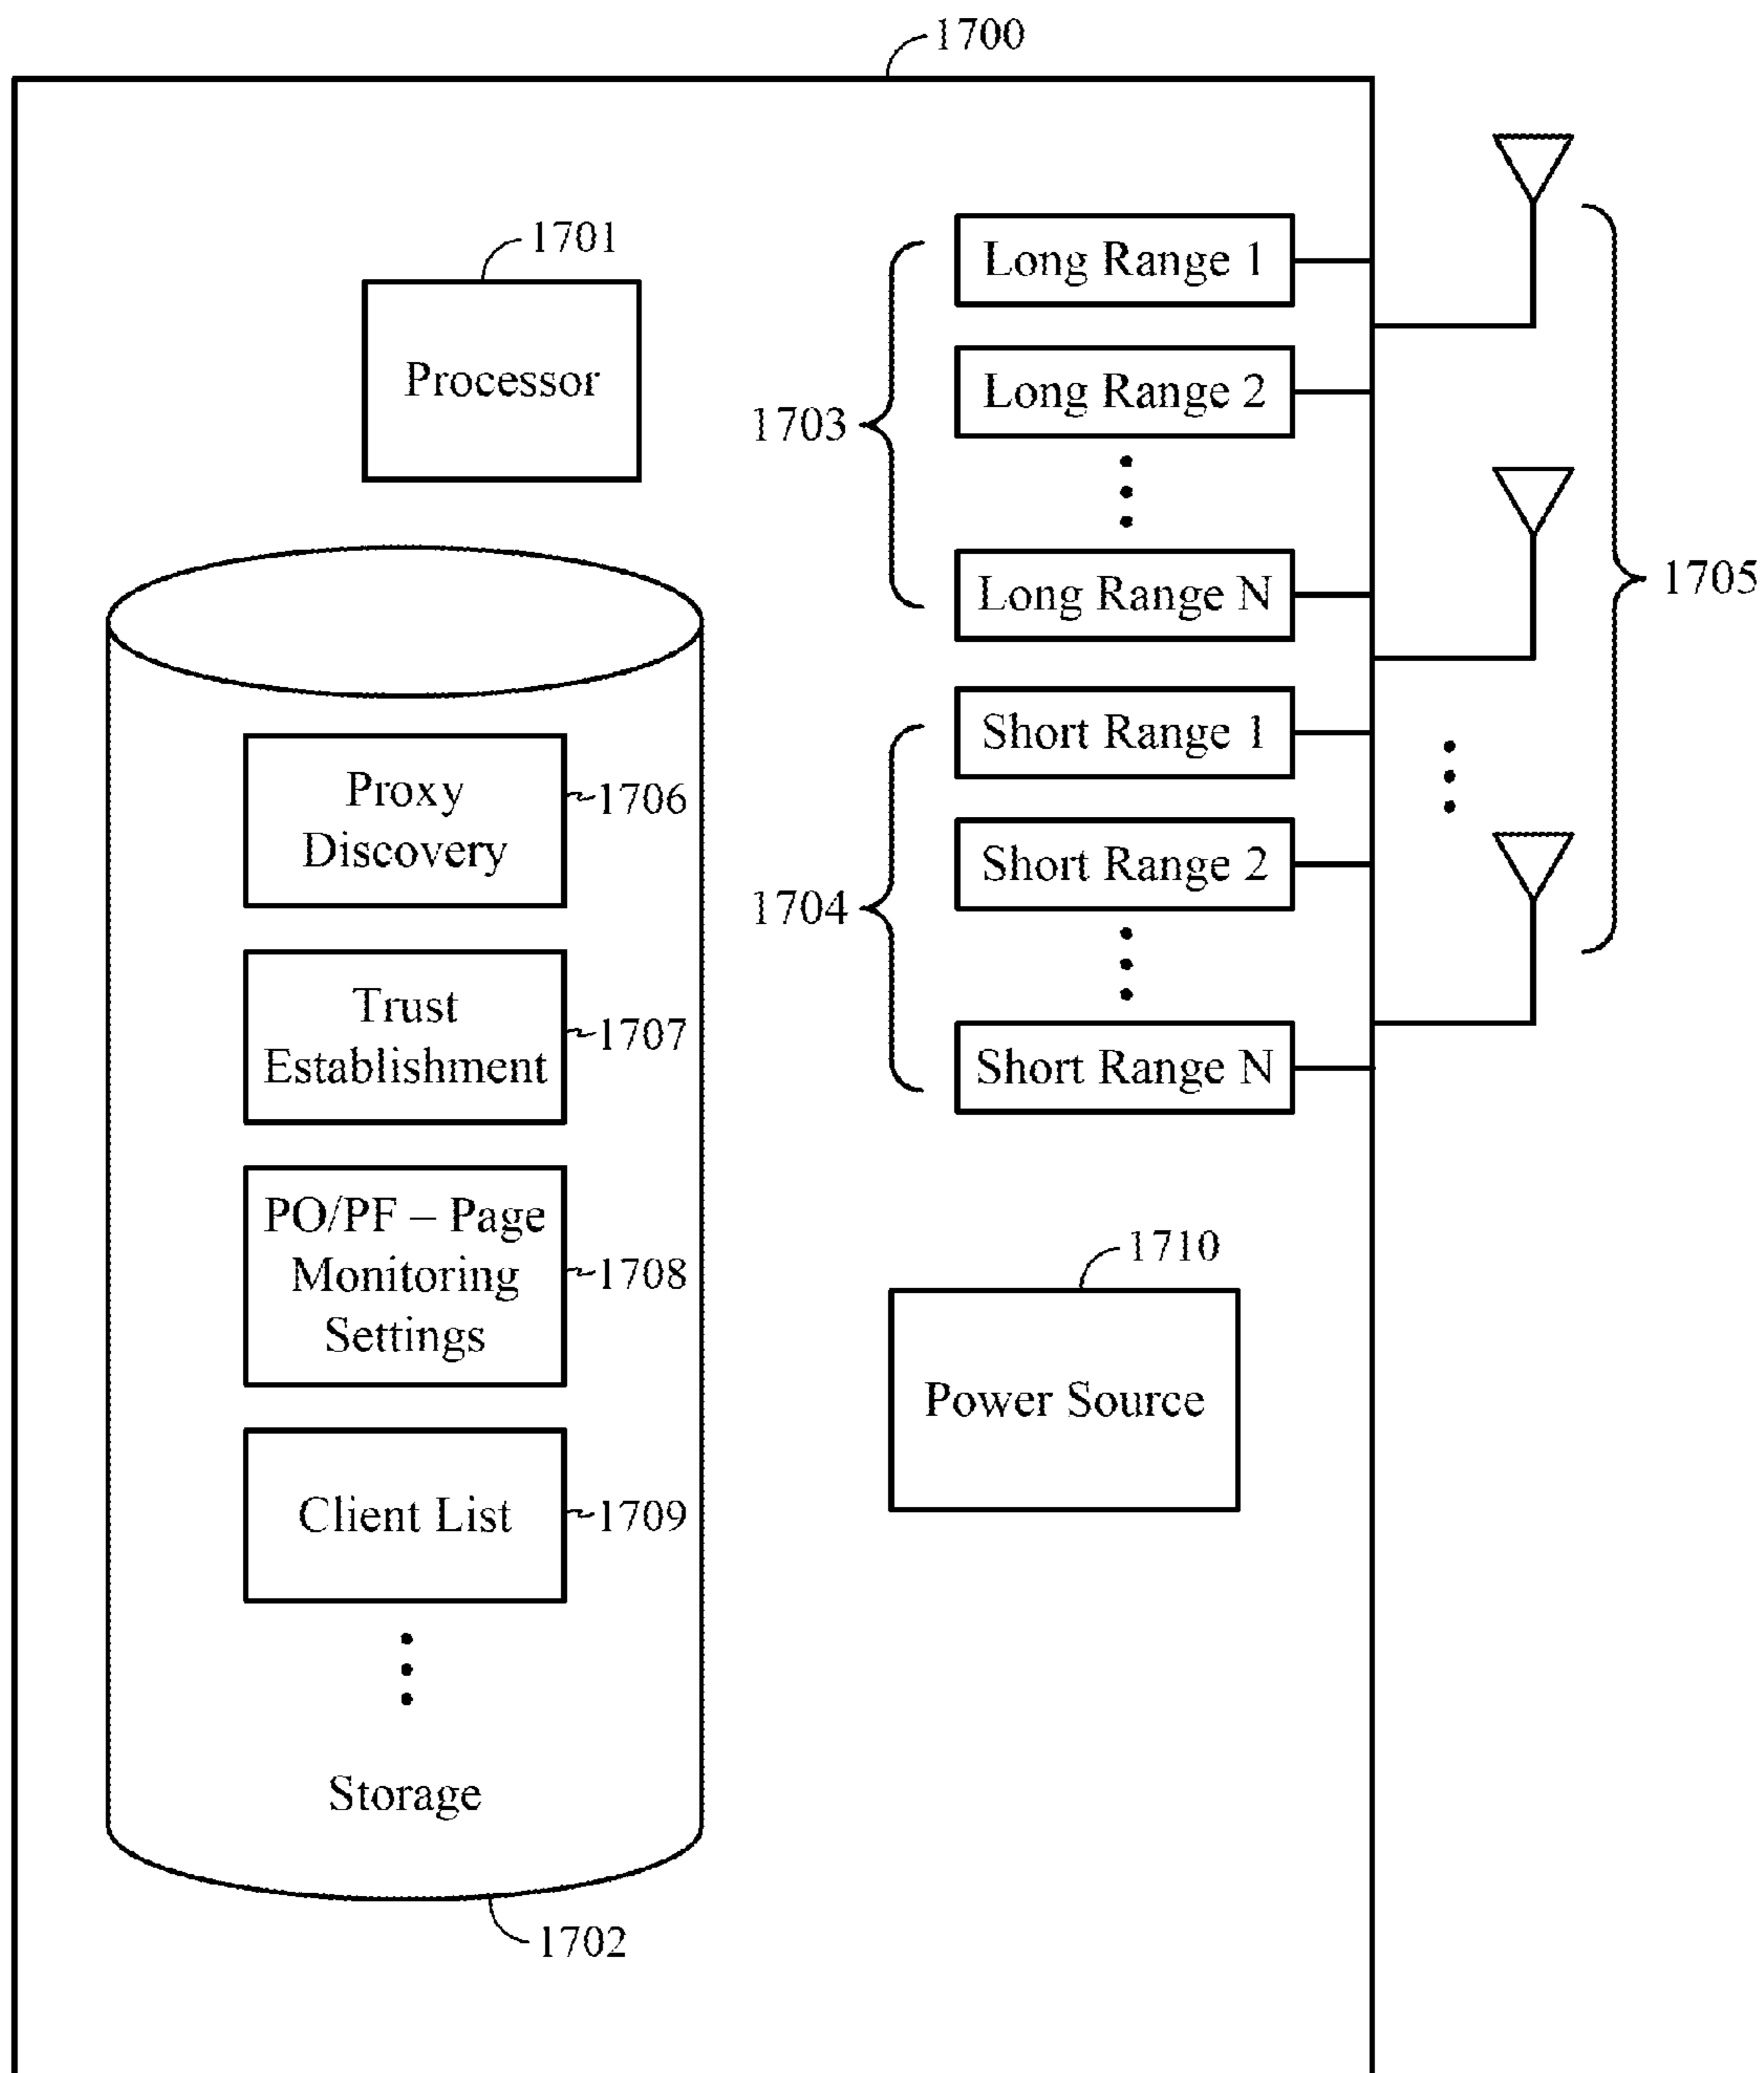 1700
1701
Processor
Long Range 1
Long Range 2
1703
Long Range N
1705
Short Range 1
Short Range 2
1704
Short Range N
Proxy
Discovery
1706
Trust
Establishment
1707
PO/PF – Page
Monitoring
Settings
1708
Client List
1709
Storage
1702
1710
Power Source